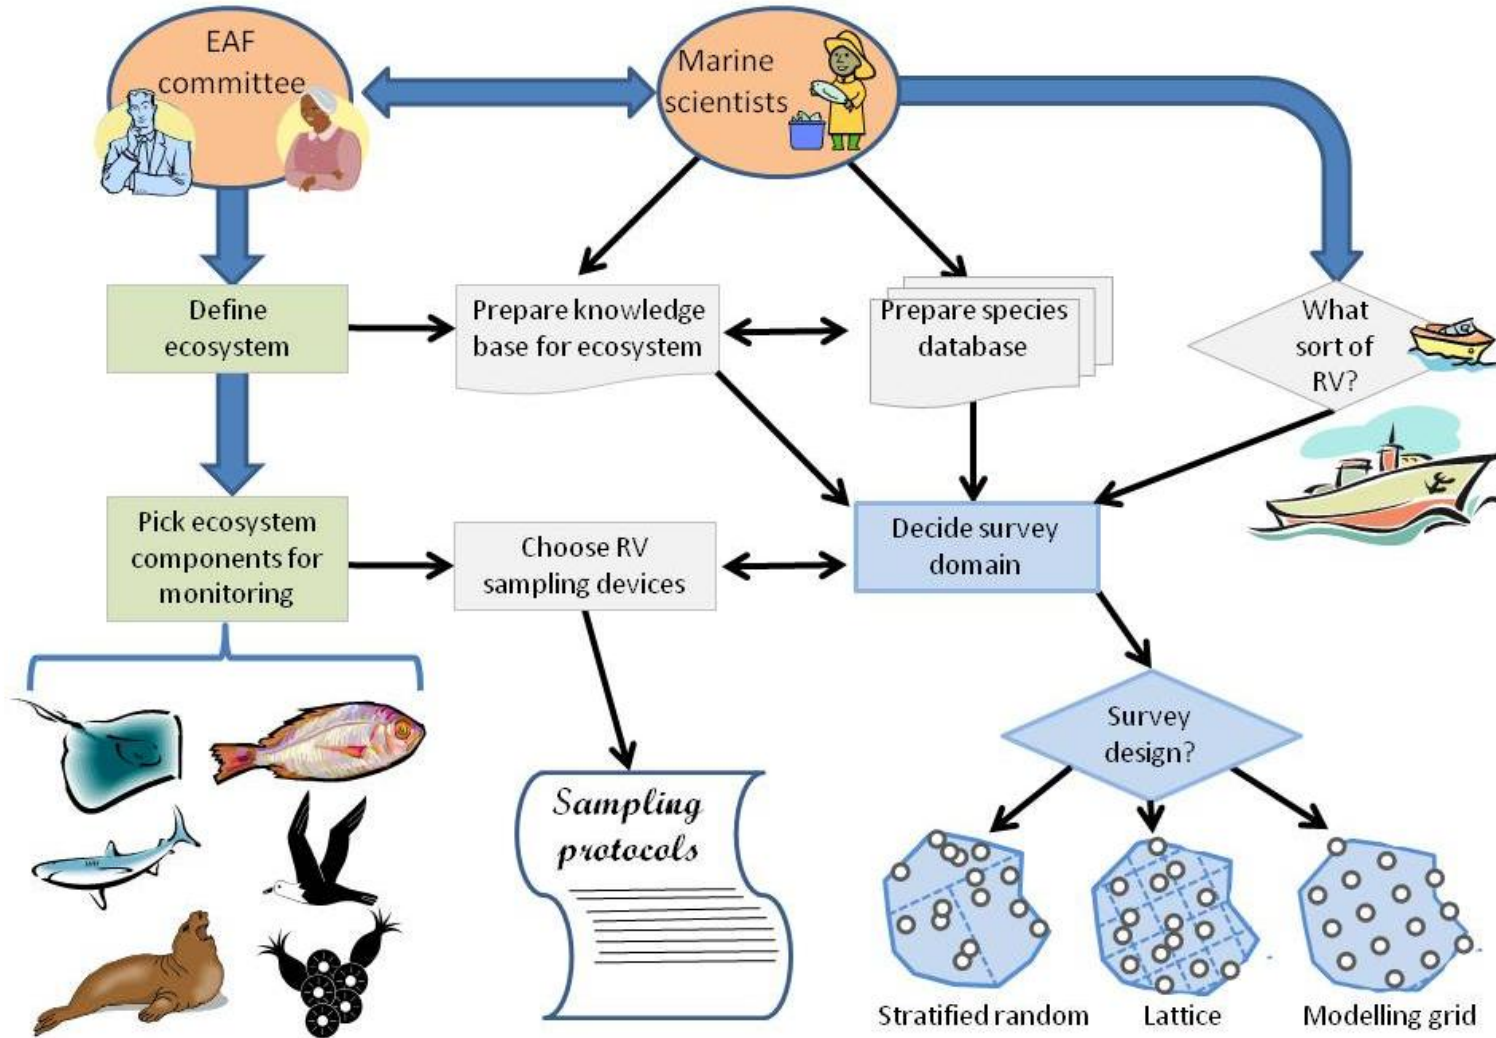 EAF
committee
Marine
scientists
Define
ecosystem
Prepare knowledge
base for ecosystem
Prepare species
database
What
sort of
RV?
Pick ecosystem
components for
monitoring
Choose RV
sampling devices
Decide survey
domain
Survey
design?
Sampling
protocols
Stratified random
Lattice
Modelling grid